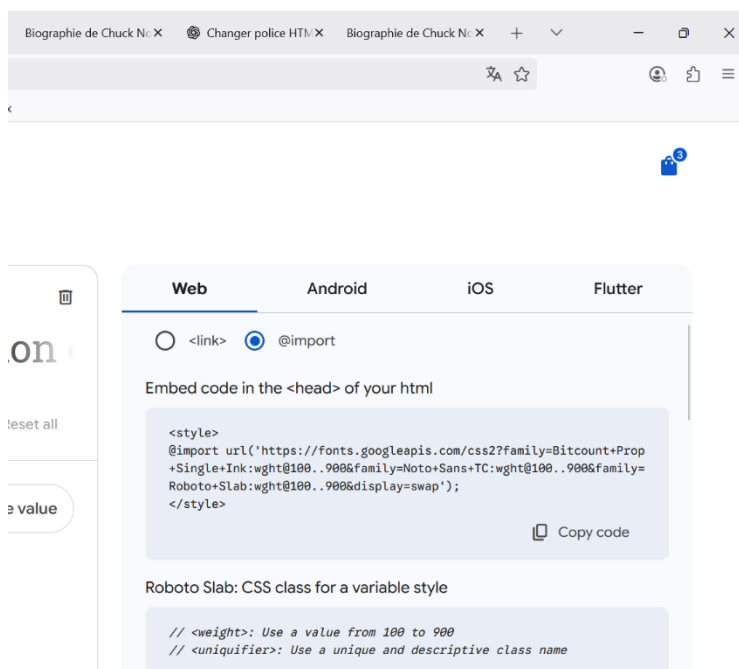 Biographie de Chuck No
Changer police HTM
Biographie de Chuck No
3
Web
Android
iOS
Flutter
on
<link>
@import
Embed code in the <head> of your html
Reset all
<style>
@import url('https://fonts.googleapis.com/css2?family=Bitcount+Prop
+Single+Ink:wght@100..900&family=Noto+Sans+TC:wght@100..900&family=
Roboto+Slab:wght@100..900&display=swap');
</style>
e value
Copy code
Roboto Slab: CSS class for a variable style
// <weight>: Use a value from 100 to 900
// <uniquifier>: Use a unique and descriptive class name